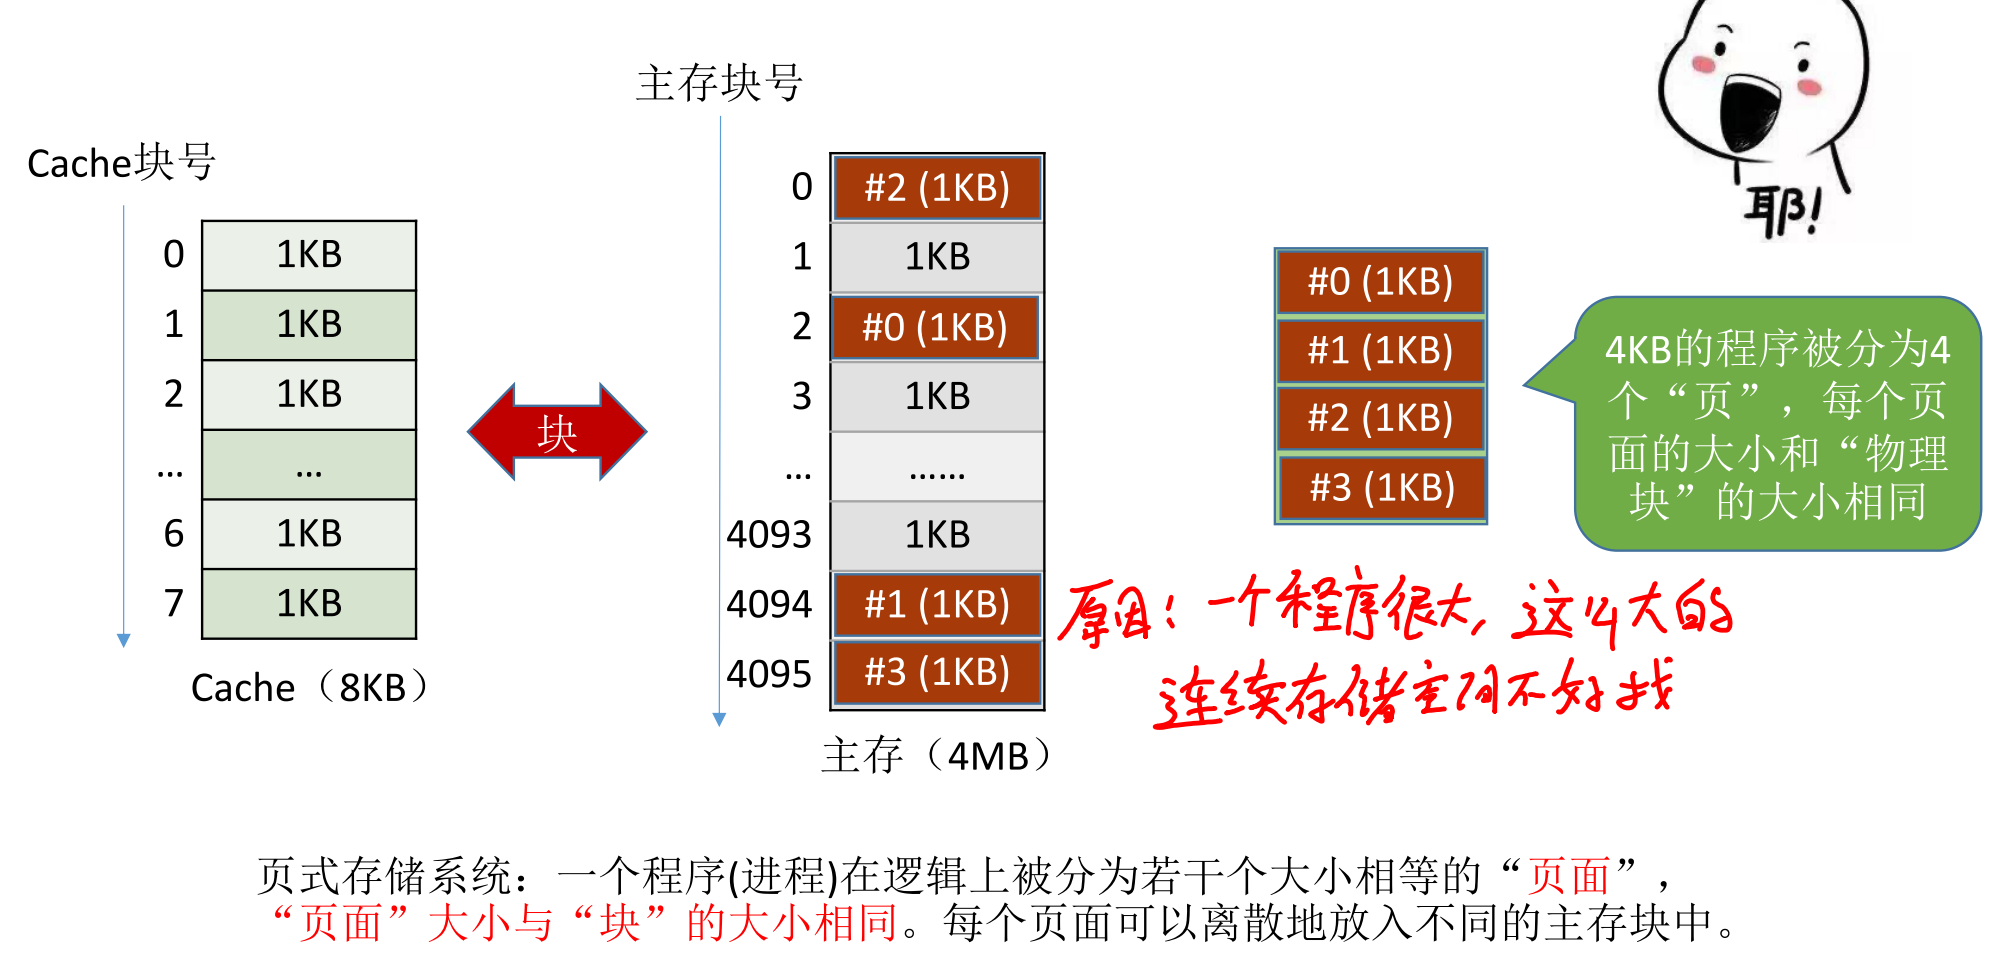 耶!
主存块号
Cache块号
0
1KB
1
1KB
2
1KB
...
...
6
1KB
7
1KB
Cache（8KB）
块
0
#2 (1KB)
1
1KB
2
#0 (1KB)
3
1KB
...
......
4093
1KB
4094
#1 (1KB)
4095
#3 (1KB)
主存（4MB）
#0 (1KB)
#1 (1KB)
#2 (1KB)
#3 (1KB)
4KB的程序被分为4
个“页”，每个页
面的大小和“物理
块”的大小相同
原因：一个程序很大，这么大的
连续存储空间不好找
页式存储系统：一个程序(进程)在逻辑上被分为若干个大小相等的“页面”，
“页面”大小与“块”的大小相同。每个页面可以离散地放入不同的主存块中。